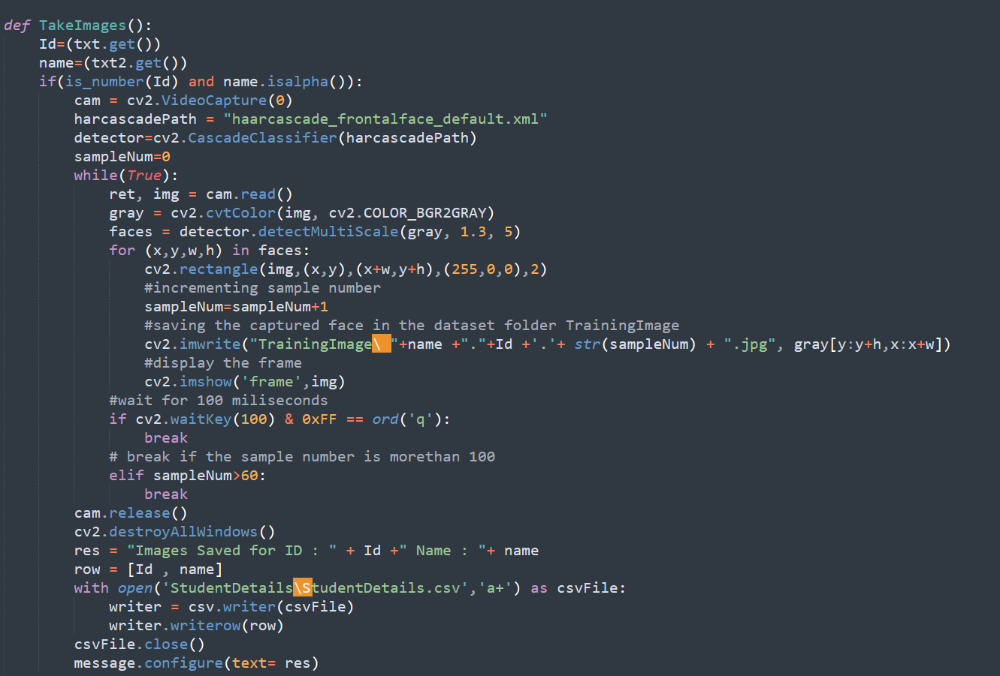 def TakeImages():
    Id=(txt.get())
    name=(txt2.get())
    if(is_number(Id) and name.isalpha()):
        cam = cv2.VideoCapture(0)
        harcascadePath = "haarcascade_frontalface_default.xml"
        detector=cv2.CascadeClassifier(harcascadePath)
        sampleNum=0
        while(True):
            ret, img = cam.read()
            gray = cv2.cvtColor(img, cv2.COLOR_BGR2GRAY)
            faces = detector.detectMultiScale(gray, 1.3, 5)
            for (x,y,w,h) in faces:
                cv2.rectangle(img,(x,y),(x+w,y+h),(255,0,0),2)
                #incrementing sample number
                sampleNum=sampleNum+1
                #saving the captured face in the dataset folder TrainingImage
                cv2.imwrite("TrainingImage\ "+name +"."+Id +'.'+ str(sampleNum) + ".jpg", gray[y:y+h,x:x+w])
                #display the frame
                cv2.imshow('frame',img)
            #wait for 100 miliseconds
            if cv2.waitKey(100) & 0xFF == ord('q'):
                break
            # break if the sample number is morethan 100
            elif sampleNum>60:
                break
        cam.release()
        cv2.destroyAllWindows()
        res = "Images Saved for ID : " + Id +" Name : "+ name
        row = [Id , name]
        with open('StudentDetails\StudentDetails.csv','a+') as csvFile:
            writer = csv.writer(csvFile)
            writer.writerow(row)
        csvFile.close()
        message.configure(text= res)